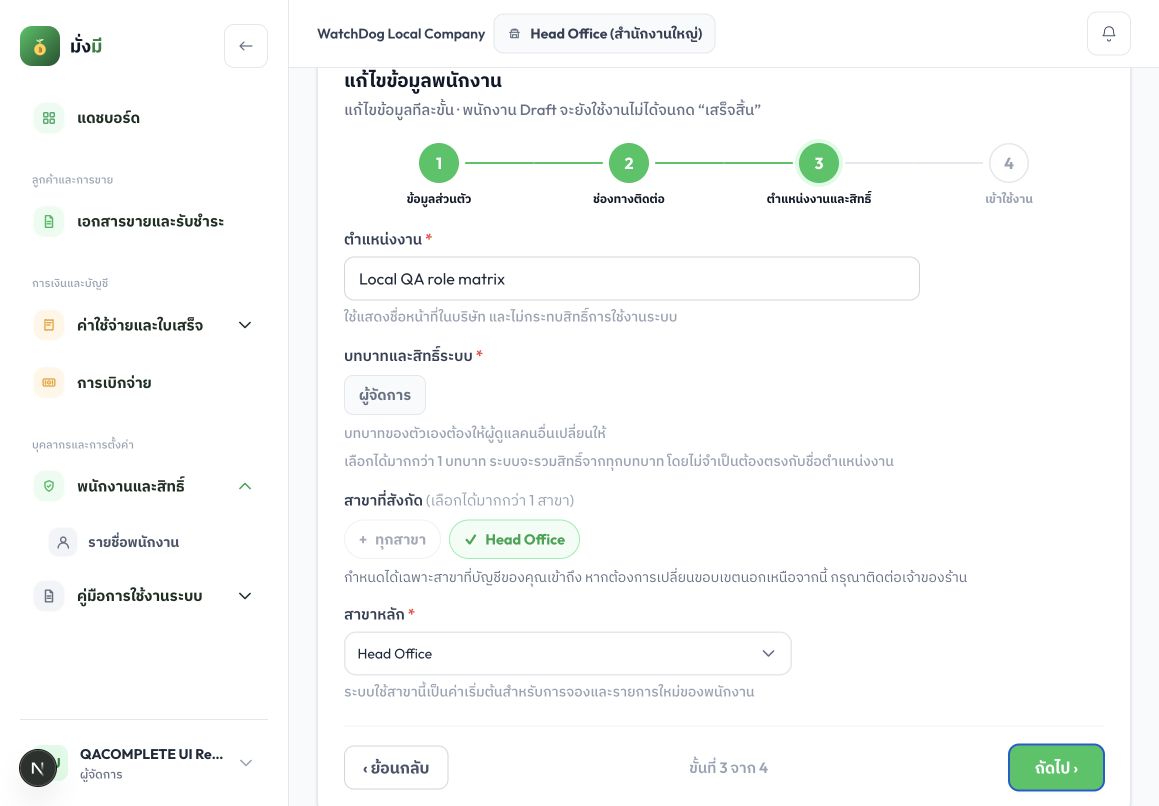 มั่งมี
WatchDog Local Company
Head Office (สำนักงานใหญ่)
แดชบอร์ด
ลูกค้าและการขาย
เอกสารขายและรับชำระ
การเงินและบัญชี
ค่าใช้จ่ายและใบเสร็จ
การเบิกจ่าย
บุคลากรและการตั้งค่า
พนักงานและสิทธิ์
รายชื่อพนักงาน
คู่มือการใช้งานระบบ
N
QACOMPLETE UI Re...
ผู้จัดการ
แก้ไขข้อมูลพนักงาน
แก้ไขข้อมูลทีละขั้น · พนักงาน Draft จะยังใช้งานไม่ได้จนกด “เสร็จสิ้น”
1 2 3 4
ข้อมูลส่วนตัว ช่องทางติดต่อ ตำแหน่งงานและสิทธิ์ เข้าใช้งาน
ตำแหน่งงาน *
Local QA role matrix
ใช้แสดงชื่อหน้าที่ในบริษัท และไม่กระทบสิทธิ์การใช้งานระบบ
บทบาทและสิทธิ์ระบบ *
ผู้จัดการ
บทบาทของตัวเองต้องให้ผู้ดูแลคนอื่นเปลี่ยนให้
เลือกได้มากกว่า 1 บทบาท ระบบจะรวมสิทธิ์จากทุกบทบาท โดยไม่จำเป็นต้องตรงกับชื่อตำแหน่งงาน
สาขาที่สังกัด (เลือกได้มากกว่า 1 สาขา)
+ ทุกสาขา
✓ Head Office
กำหนดได้เฉพาะสาขาที่บัญชีของคุณเข้าถึง หากต้องการเปลี่ยนขอบเขตนอกเหนือจากนี้ กรุณาติดต่อเจ้าของร้าน
สาขาหลัก *
Head Office
ระบบใช้สาขานี้เป็นค่าเริ่มต้นสำหรับการจองและรายการใหม่ของพนักงาน
‹ ย้อนกลับ
ขั้นที่ 3 จาก 4
ถัดไป ›